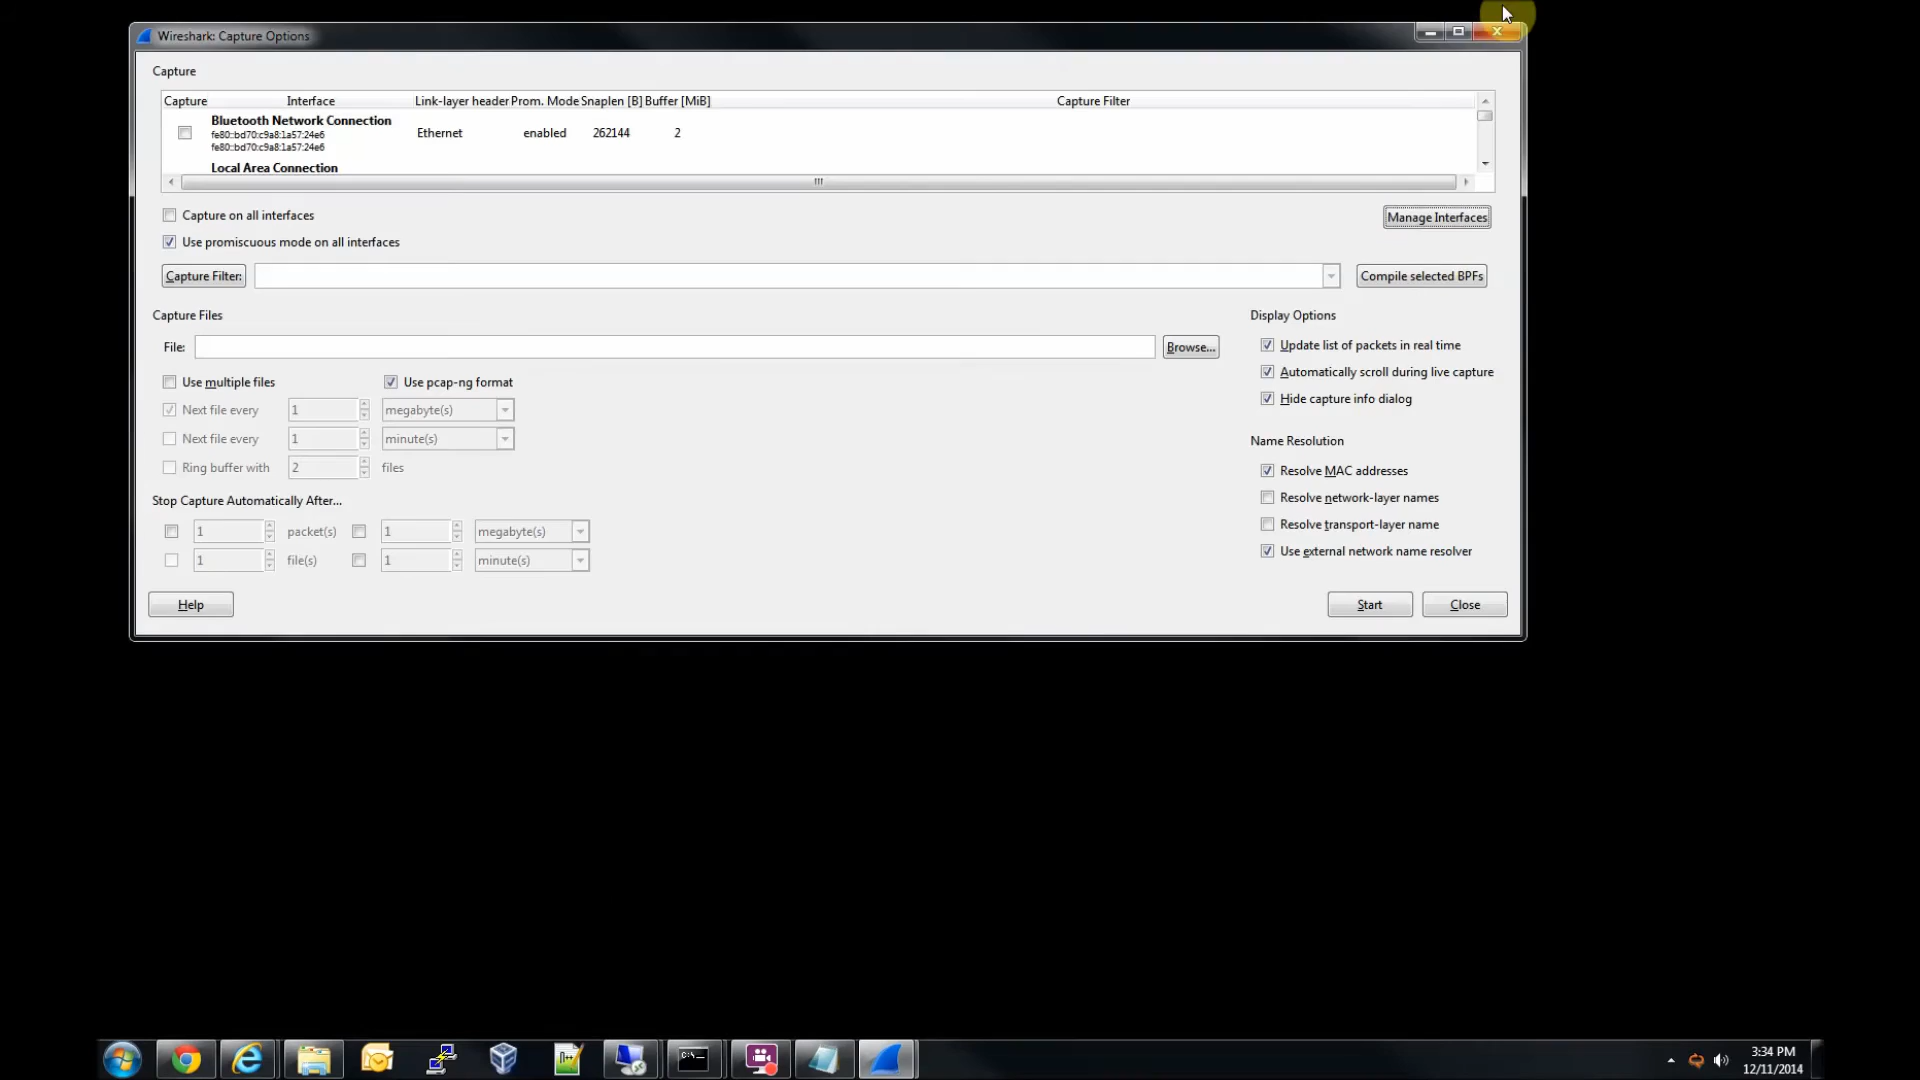 Wireshark: Capture Options
Capture
Capture Interface Link-layer header Prom. Mode Snaplen [B] Buffer [MiB] Capture Filter
Bluetooth Network Connection
fe80::bd70:c9a8:1a57:24e6
fe80::bd70:c9a8:1a57:24e6
Ethernet enabled 262144 2
Local Area Connection
Capture on all interfaces
Manage Interfaces
Use promiscuous mode on all interfaces
Capture Filter:
Compile selected BPFs
Capture Files
Display Options
File:
Browse...
Update list of packets in real time
Use multiple files
Use pcap-ng format
Automatically scroll during live capture
Next file every 1 megabyte(s)
Hide capture info dialog
Next file every 1 minute(s)
Name Resolution
Ring buffer with 2 files
Resolve MAC addresses
Stop Capture Automatically After...
Resolve network-layer names
1 packet(s) 1 megabyte(s)
Resolve transport-layer name
1 file(s) 1 minute(s)
Use external network name resolver
Help
Start
Close
C:\
3:34 PM
12/11/2014